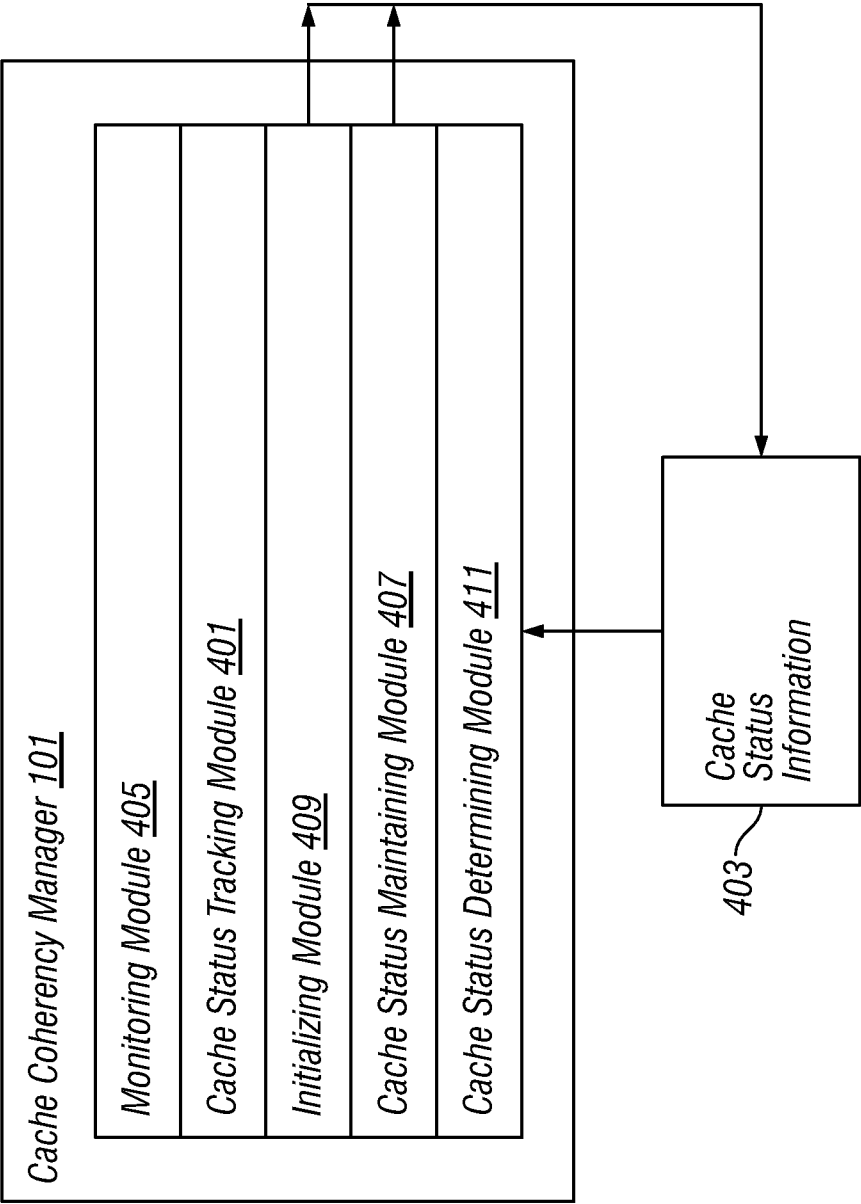 Cache Coherency Manager 101
Monitoring Module 405
Cache Status Tracking Module 401
Initializing Module 409
Cache Status Maintaining Module 407
Cache Status Determining Module 411
Cache
Status
Information
403